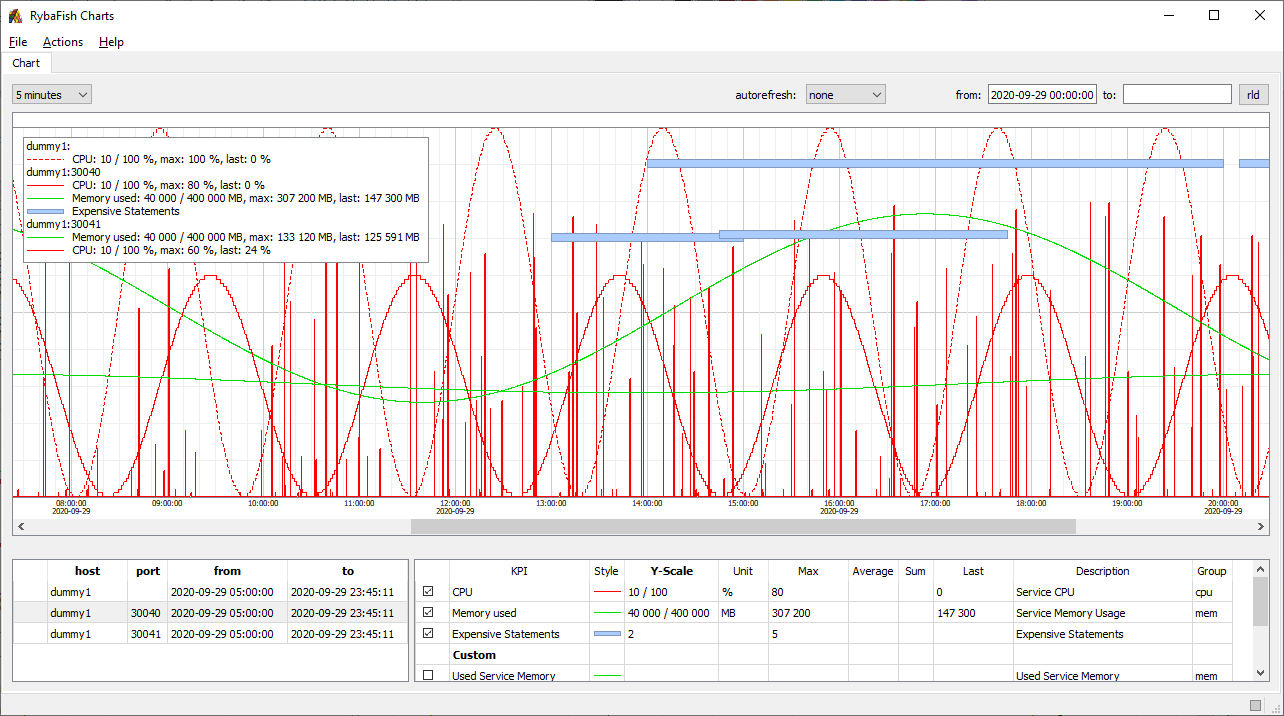 RybaFish Charts
File Actions Help
Chart
5 minutes autorefresh: none from: 2020-09-29 00:00:00 to: rld
dummy1:
CPU: 10 / 100 %, max: 100 %, last: 0 %
dummy1:30040
CPU: 10 / 100 %, max: 80 %, last: 0 %
Memory used: 40 000 / 400 000 MB, max: 307 200 MB, last: 147 300 MB
Expensive Statements
dummy1:30041
Memory used: 40 000 / 400 000 MB, max: 133 120 MB, last: 125 591 MB
CPU: 10 / 100 %, max: 60 %, last: 24 %
08:00:00 09:00:00 10:00:00 11:00:00 12:00:00 13:00:00 14:00:00 15:00:00 16:00:00 17:00:00 18:00:00 19:00:00 20:00:00
2020-09-29 2020-09-29 2020-09-29 2020-09-29
host port from to
dummy1 2020-09-29 05:00:00 2020-09-29 23:45:11
dummy1 30040 2020-09-29 05:00:00 2020-09-29 23:45:11
dummy1 30041 2020-09-29 05:00:00 2020-09-29 23:45:11
KPI Style Y-Scale Unit Max Average Sum Last Description Group
CPU 10 / 100 % 80 0 Service CPU cpu
Memory used 40 000 / 400 000 MB 307 200 147 300 Service Memory Usage mem
Expensive Statements 2 5 Expensive Statements
Custom
Used Service Memory Used Service Memory mem